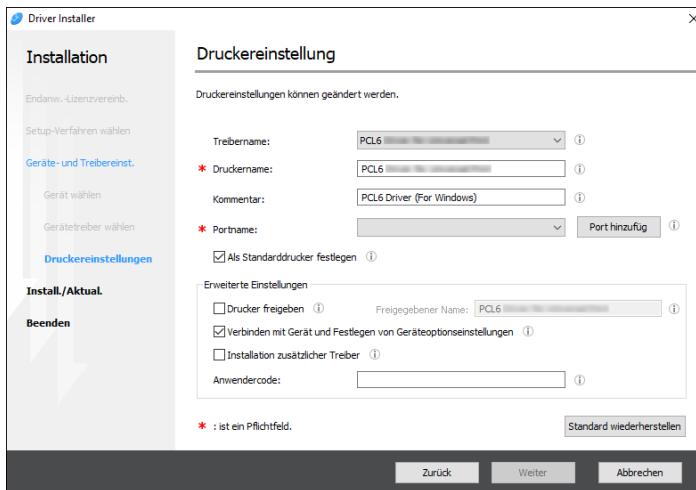 Driver Installer
Installation
Druckereinstellung
Druckereinstellungen können geändert werden.
Endanw.-Lizenzvereinb.
Setup-Verfahren wählen
Geräte- und Treibereinst.
Gerät wählen
Gerätetreiber wählen
Druckereinstellungen
Install./Aktual.
Beenden
Treibername: PCL6
* Druckername: PCL6
Kommentar: PCL6 Driver (For Windows)
* Portname: Port hinzufüg
Als Standarddrucker festlegen
Erweiterte Einstellungen
Drucker freigeben Freigegebener Name: PCL6
Verbinden mit Gerät und Festlegen von Geräteoptionseinstellungen
Installation zusätzlicher Treiber
Anwendercode:
* : ist ein Pflichtfeld. Standard wiederherstellen
Zurück Weiter Abbrechen